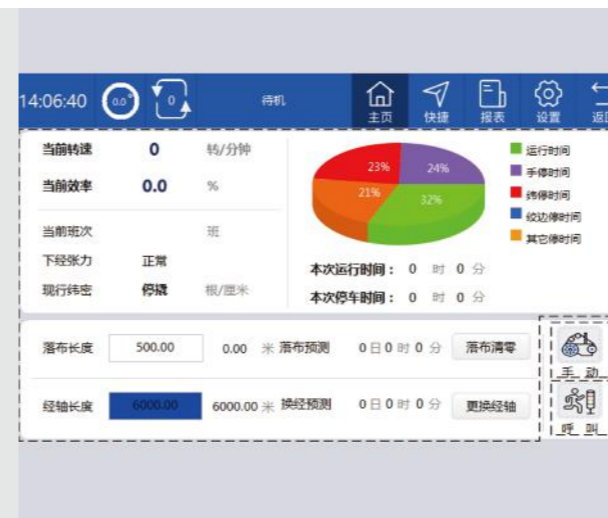 14:06:40 0.0° 0 待机 主页 快捷 报表 设置 返回
当前转速 0 转/分钟
当前效率 0.0 %
当前班次 班
下经张力 正常
现行纬密 停撬 根/厘米
23% 24%
21% 32%
运行时间
手停时间
纬停时间
绞边停时间
其它停时间
本次运行时间： 0 时 0 分
本次停车时间： 0 时 0 分
落布长度 500.00 0.00 米 落布预测 0 日 0 时 0 分 落布清零
经轴长度 6000.00 6000.00 米 换经预测 0 日 0 时 0 分 更换经轴
手 动
呼 叫